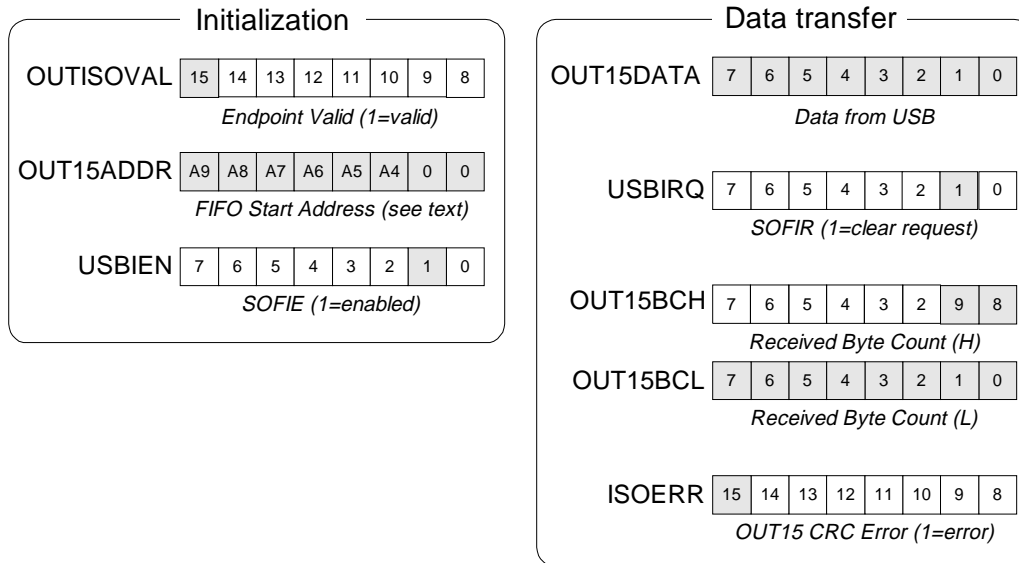 Initialization
OUTISOVAL 15 14 13 12 11 10 9 8
Endpoint Valid (1=valid)
OUT15ADDR A9 A8 A7 A6 A5 A4 0 0
FIFO Start Address (see text)
USBIEN 7 6 5 4 3 2 1 0
SOFIE (1=enabled)
Data transfer
OUT15DATA 7 6 5 4 3 2 1 0
Data from USB
USBIRQ 7 6 5 4 3 2 1 0
SOFIR (1=clear request)
OUT15BCH 7 6 5 4 3 2 9 8
Received Byte Count (H)
OUT15BCL 7 6 5 4 3 2 1 0
Received Byte Count (L)
ISOERR 15 14 13 12 11 10 9 8
OUT15 CRC Error (1=error)